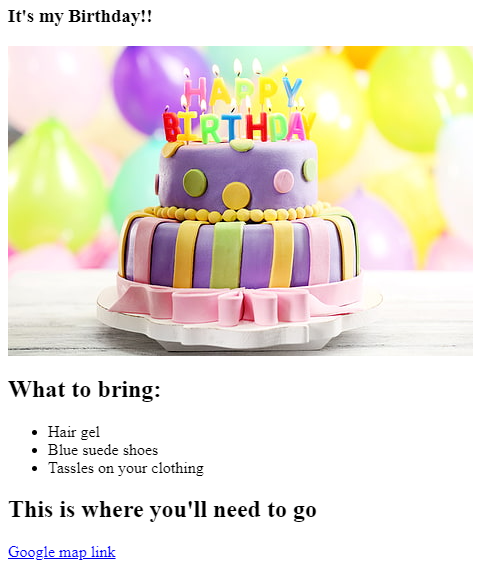 It's my Birthday!!
HAPPY
BIRTHDAY
What to bring:
Hair gel
Blue suede shoes
Tassles on your clothing
This is where you'll need to go
Google map link